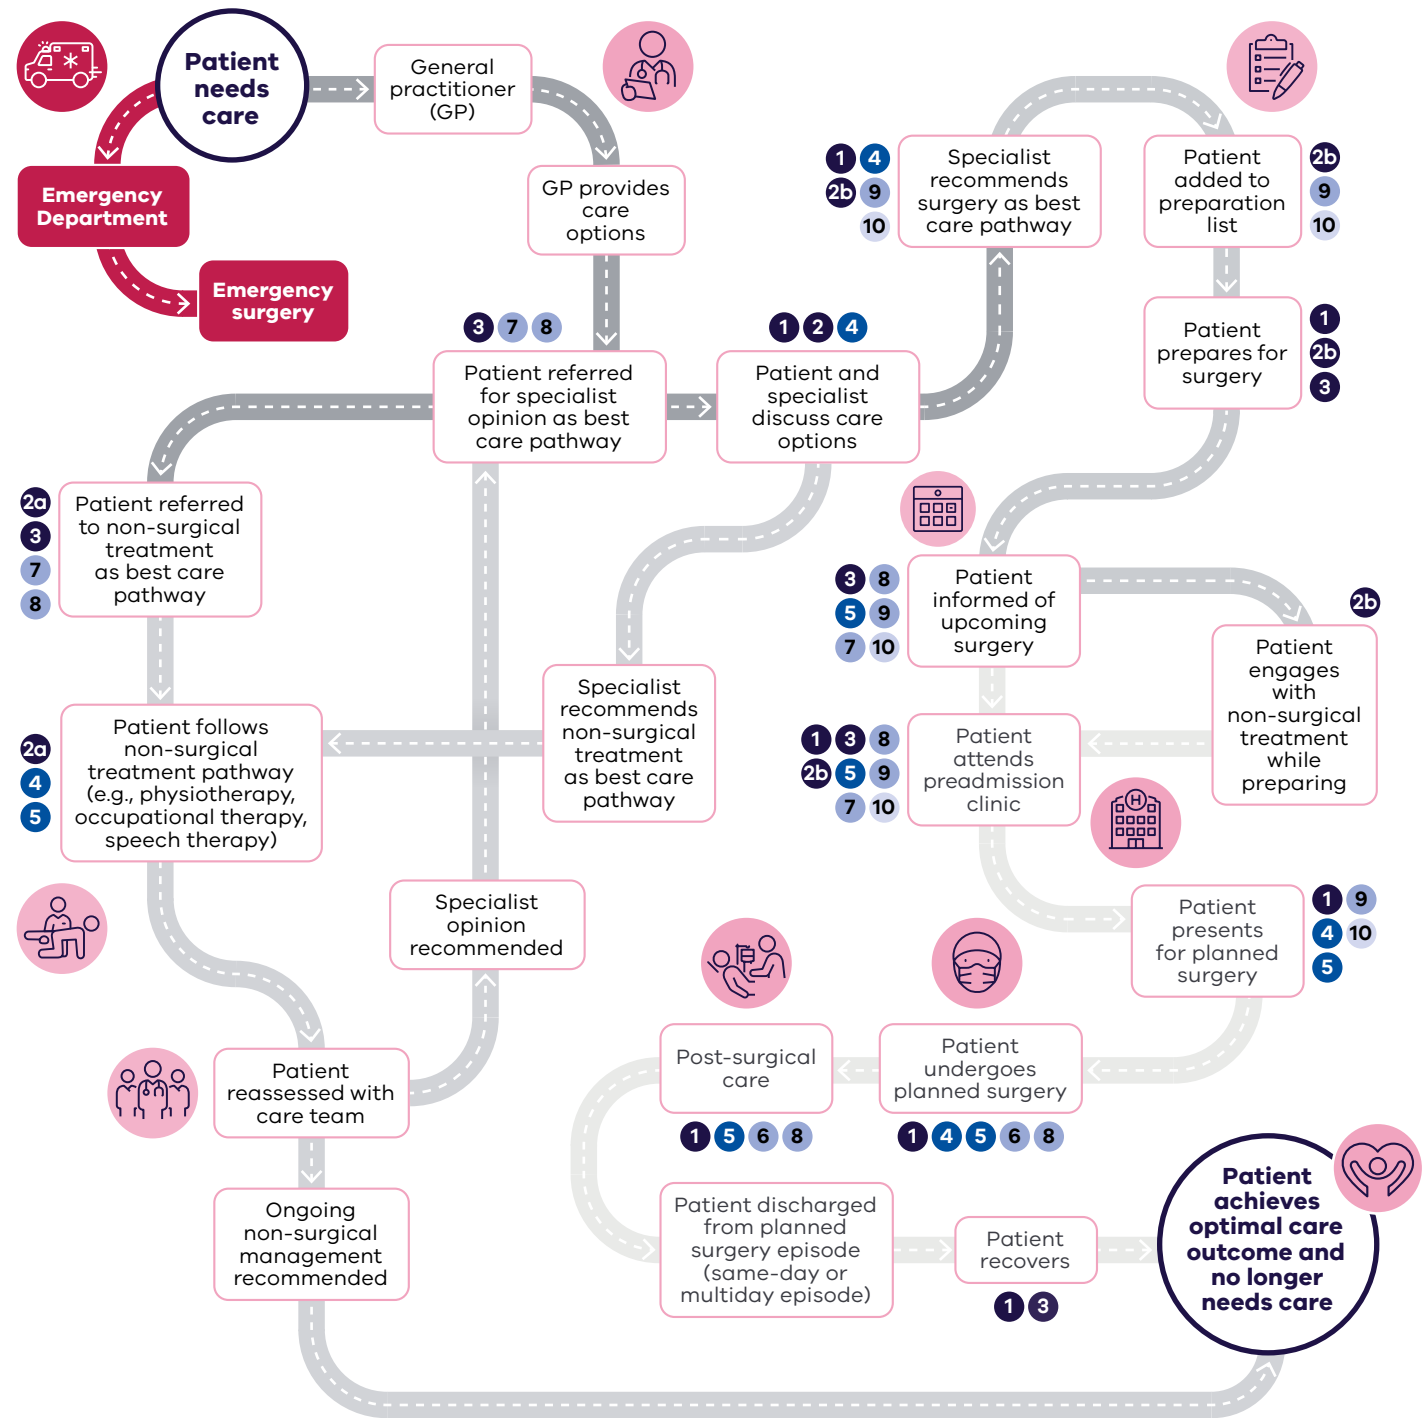 Patient
needs
care
General
practitioner
(GP)
Emergency
Department
Emergency
surgery
GP provides
care
options
3 7 8
Patient referred
for specialist
opinion as best
care pathway
1 2 4
Patient and
specialist
discuss care
options
1 4
2b 9
10
Specialist
recommends
surgery as best
care pathway
Patient
added to
preparation
list
2b
9
10
Patient
prepares for
surgery
1
2b
3
2a
3
7
8
Patient referred
to non-surgical
treatment
as best care
pathway
3 8
5 9
7 10
Patient
informed of
upcoming
surgery
2b
Patient
engages
with
non-surgical
treatment
while
preparing
2a
4
5
Patient follows
non-surgical
treatment pathway
(e.g., physiotherapy,
occupational therapy,
speech therapy)
Specialist
recommends
non-surgical
treatment
as best care
pathway
1 3 8
2b 5 9
7 10
Patient
attends
preadmission
clinic
H
Specialist
opinion
recommended
Patient
presents
for planned
surgery
1 9
4 10
5
Patient
reassessed with
care team
Post-surgical
care
1 5 6 8
Patient
undergoes
planned surgery
1 4 5 6 8
Ongoing
non-surgical
management
recommended
Patient discharged
from planned
surgery episode
(same-day or
multiday episode)
Patient
recovers
1 3
Patient
achieves
optimal care
outcome and
no longer
needs care